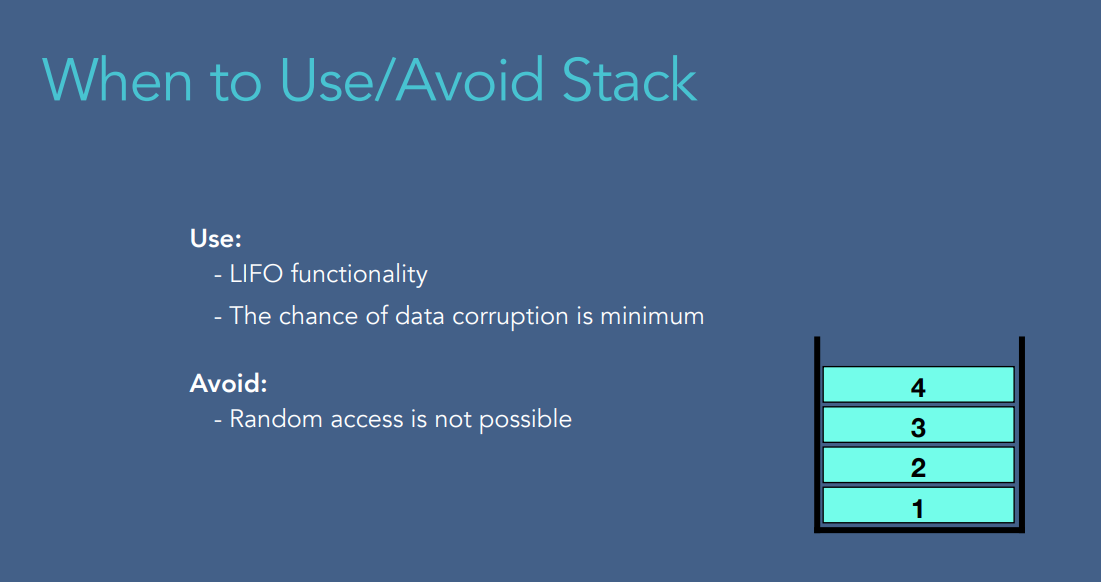 When to Use/Avoid Stack
Use:
- LIFO functionality
- The chance of data corruption is minimum
Avoid:
- Random access is not possible
4
3
2
1